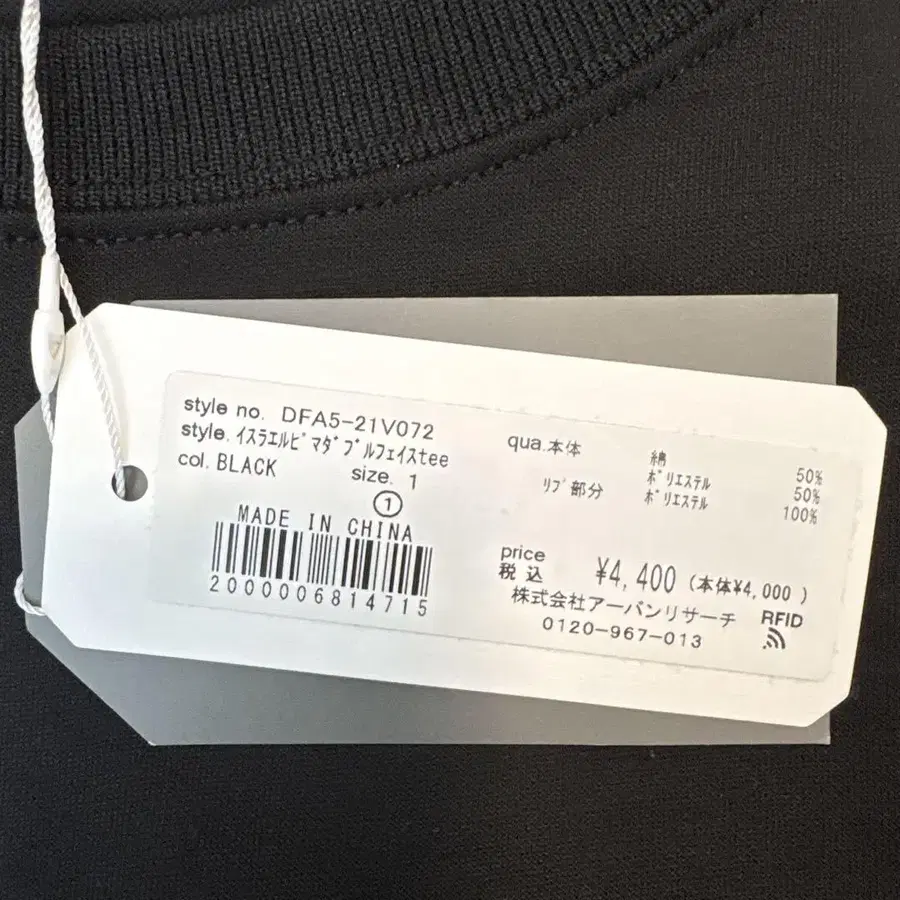 style no. DFA5-21V072
style. ｲｽﾗｴﾙﾋﾟﾏﾀﾞﾌﾞﾙﾌｪｲｽtee
col. BLACK
size. 1
①
MADE IN CHINA
2000006814715
qua.本体 綿 50%
ﾎﾟﾘｴｽﾃﾙ 50%
ﾘﾌﾞ部分 ﾎﾟﾘｴｽﾃﾙ 100%
price
税込 ¥4,400 (本体¥4,000 )
株式会社アーバンリサーチ
0120-967-013
RFID